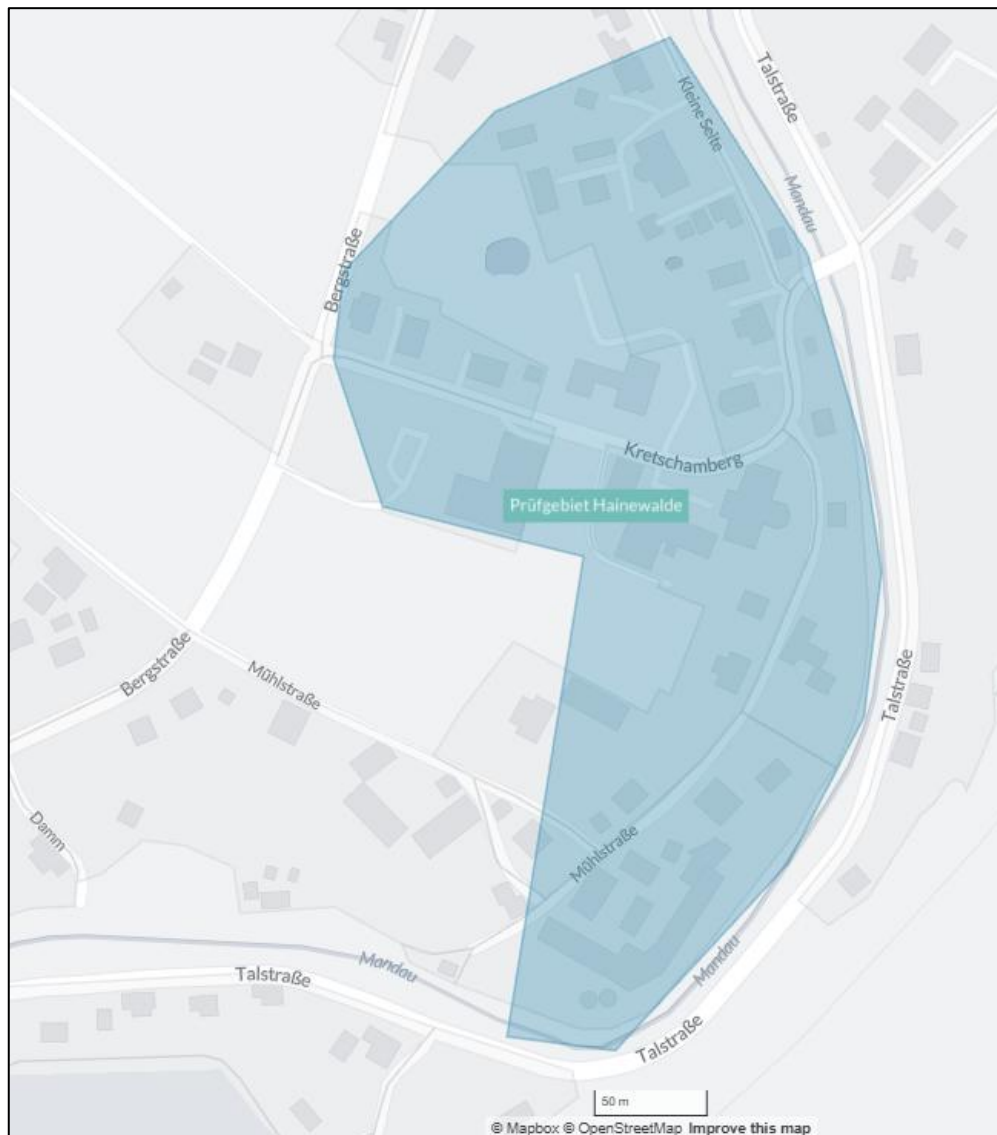 Talstraße
Kleine Seite
Mandau
Bergstraße
Kretschamberg
Prüfgebiet Hainewalde
Bergstraße
Mühlstraße
Talstraße
Damm
Mühlstraße
Mandau
Mandau
Talstraße
Talstraße
50 m
© Mapbox © OpenStreetMap Improve this map